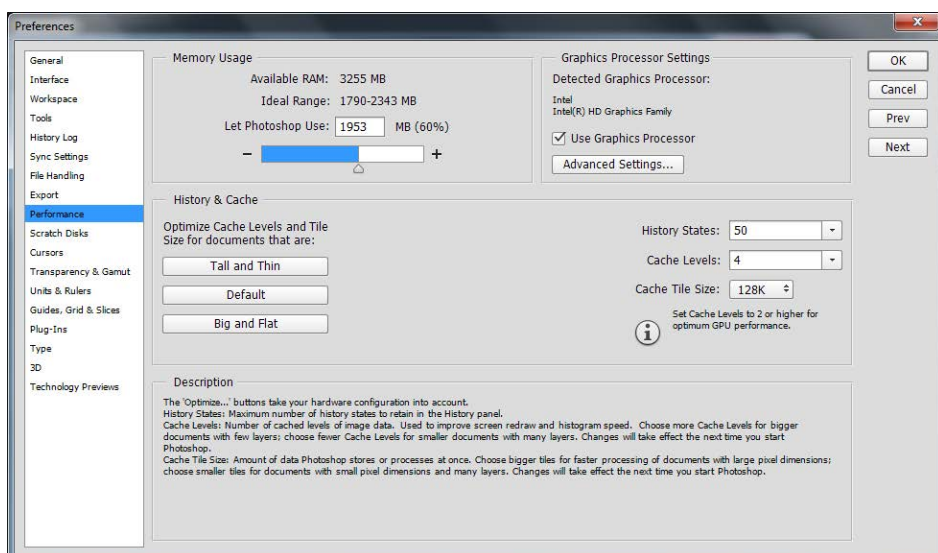 Preferences
General
Interface
Workspace
Tools
History Log
Sync Settings
File Handling
Export
Performance
Scratch Disks
Cursors
Transparency & Gamut
Units & Rulers
Guides, Grid & Slices
Plug-Ins
Type
3D
Technology Previews
Memory Usage
Available RAM: 3255 MB
Ideal Range: 1790-2343 MB
Let Photoshop Use: 1953 MB (60%)
− +
Graphics Processor Settings
Detected Graphics Processor:
Intel
Intel(R) HD Graphics Family
Use Graphics Processor
Advanced Settings...
OK
Cancel
Prev
Next
History & Cache
Optimize Cache Levels and Tile
Size for documents that are:
Tall and Thin
Default
Big and Flat
History States: 50
Cache Levels: 4
Cache Tile Size: 128K
Set Cache Levels to 2 or higher for
optimum GPU performance.
Description
The 'Optimize...' buttons take your hardware configuration into account.
History States: Maximum number of history states to retain in the History panel.
Cache Levels: Number of cached levels of image data.  Used to improve screen redraw and histogram speed.  Choose more Cache Levels for bigger
documents with few layers; choose fewer Cache Levels for smaller documents with many layers. Changes will take effect the next time you start
Photoshop.
Cache Tile Size: Amount of data Photoshop stores or processes at once. Choose bigger tiles for faster processing of documents with large pixel dimensions;
choose smaller tiles for documents with small pixel dimensions and many layers. Changes will take effect the next time you start Photoshop.